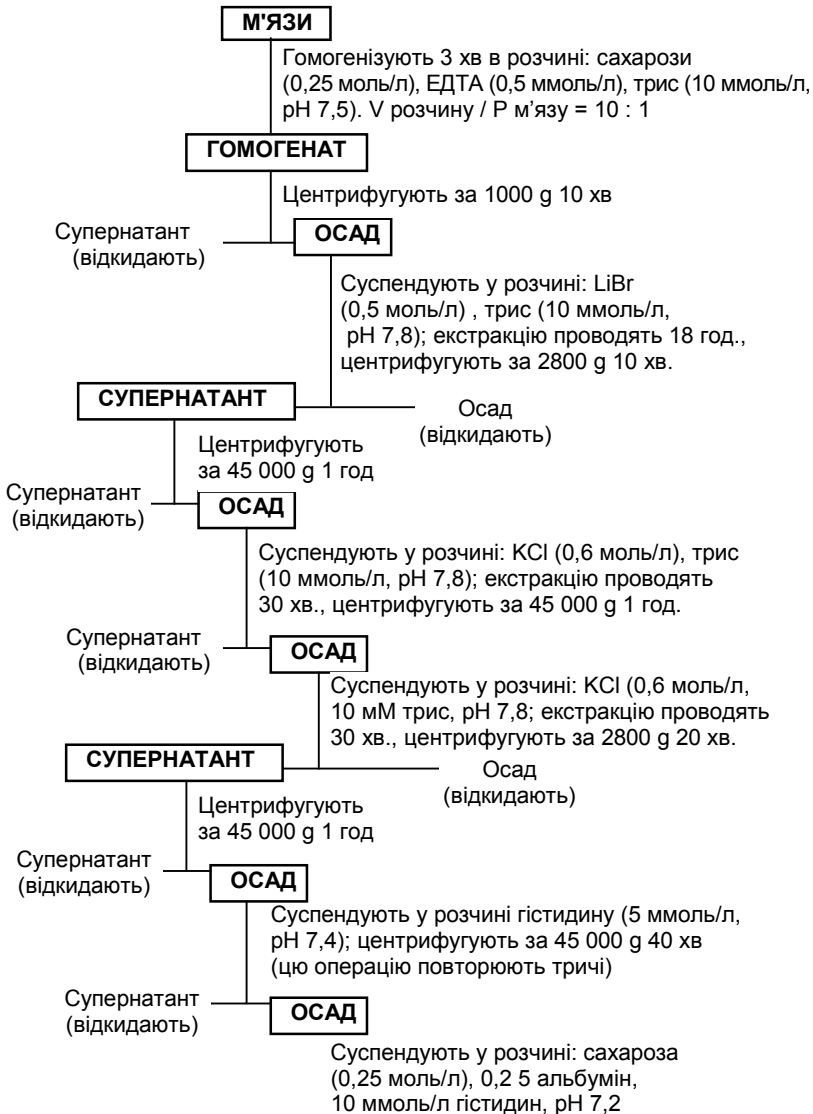 М'ЯЗИ
Гомогенізують 3 хв в розчині: сахарози
(0,25 моль/л), ЕДТА (0,5 ммоль/л), трис (10 ммоль/л,
рН 7,5). V розчину / Р м’язу = 10 : 1
ГОМОГЕНАТ
Центрифугують за 1000 g 10 хв
Супернатант
(відкидають)
ОСАД
Суспендують у розчині: LiBr
(0,5 моль/л) , трис (10 ммоль/л,
рН 7,8); екстракцію проводять 18 год.,
центрифугують за 2800 g 10 хв.
СУПЕРНАТАНТ
Осад
(відкидають)
Центрифугують
за 45 000 g 1 год
Супернатант
(відкидають)
ОСАД
Суспендують у розчині: KCl (0,6 моль/л), трис
(10 ммоль/л, рН 7,8); екстракцію проводять
30 хв., центрифугують за 45 000 g 1 год.
Супернатант
(відкидають)
ОСАД
Суспендують у розчині: KCl (0,6 моль/л,
10 мМ трис, рН 7,8; екстракцію проводять
30 хв., центрифугують за 2800 g 20 хв.
СУПЕРНАТАНТ
Осад
(відкидають)
Центрифугують
за 45 000 g 1 год
Супернатант
(відкидають)
ОСАД
Суспендують у розчині гістидину (5 ммоль/л,
рН 7,4); центрифугують за 45 000 g 40 хв
(цю операцію повторюють тричі)
Супернатант
(відкидають)
ОСАД
Суспендують у розчині: сахароза
(0,25 моль/л), 0,2 5 альбумін,
10 ммоль/л гістидин, рН 7,2